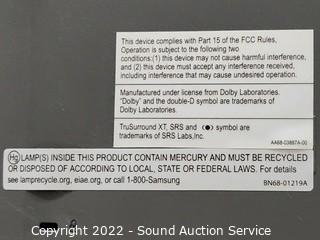 This device complies with Part 15 of the FCC Rules,
Operation is subject to the following two
conditions:(1) this device may not cause harmful interference,
and (2) this device must accept any interference received,
including interference that may cause undesired operation.
Manufactured under license from Dolby Laboratories.
"Dolby" and the double-D symbol are trademarks of
Dolby Laboratories.
TruSurround XT, SRS and (●) symbol are
trademarks of SRS Labs,Inc.
AA68-03887A-00
Hg LAMP(S) INSIDE THIS PRODUCT CONTAIN MERCURY AND MUST BE RECYCLED
OR DISPOSED OF ACCORDING TO LOCAL, STATE OR FEDERAL LAWS. For details
see lamprecycle.org, eiae.org, or call 1-800-Samsung
BN68-01219A
Copyright 2022 - Sound Auction Service